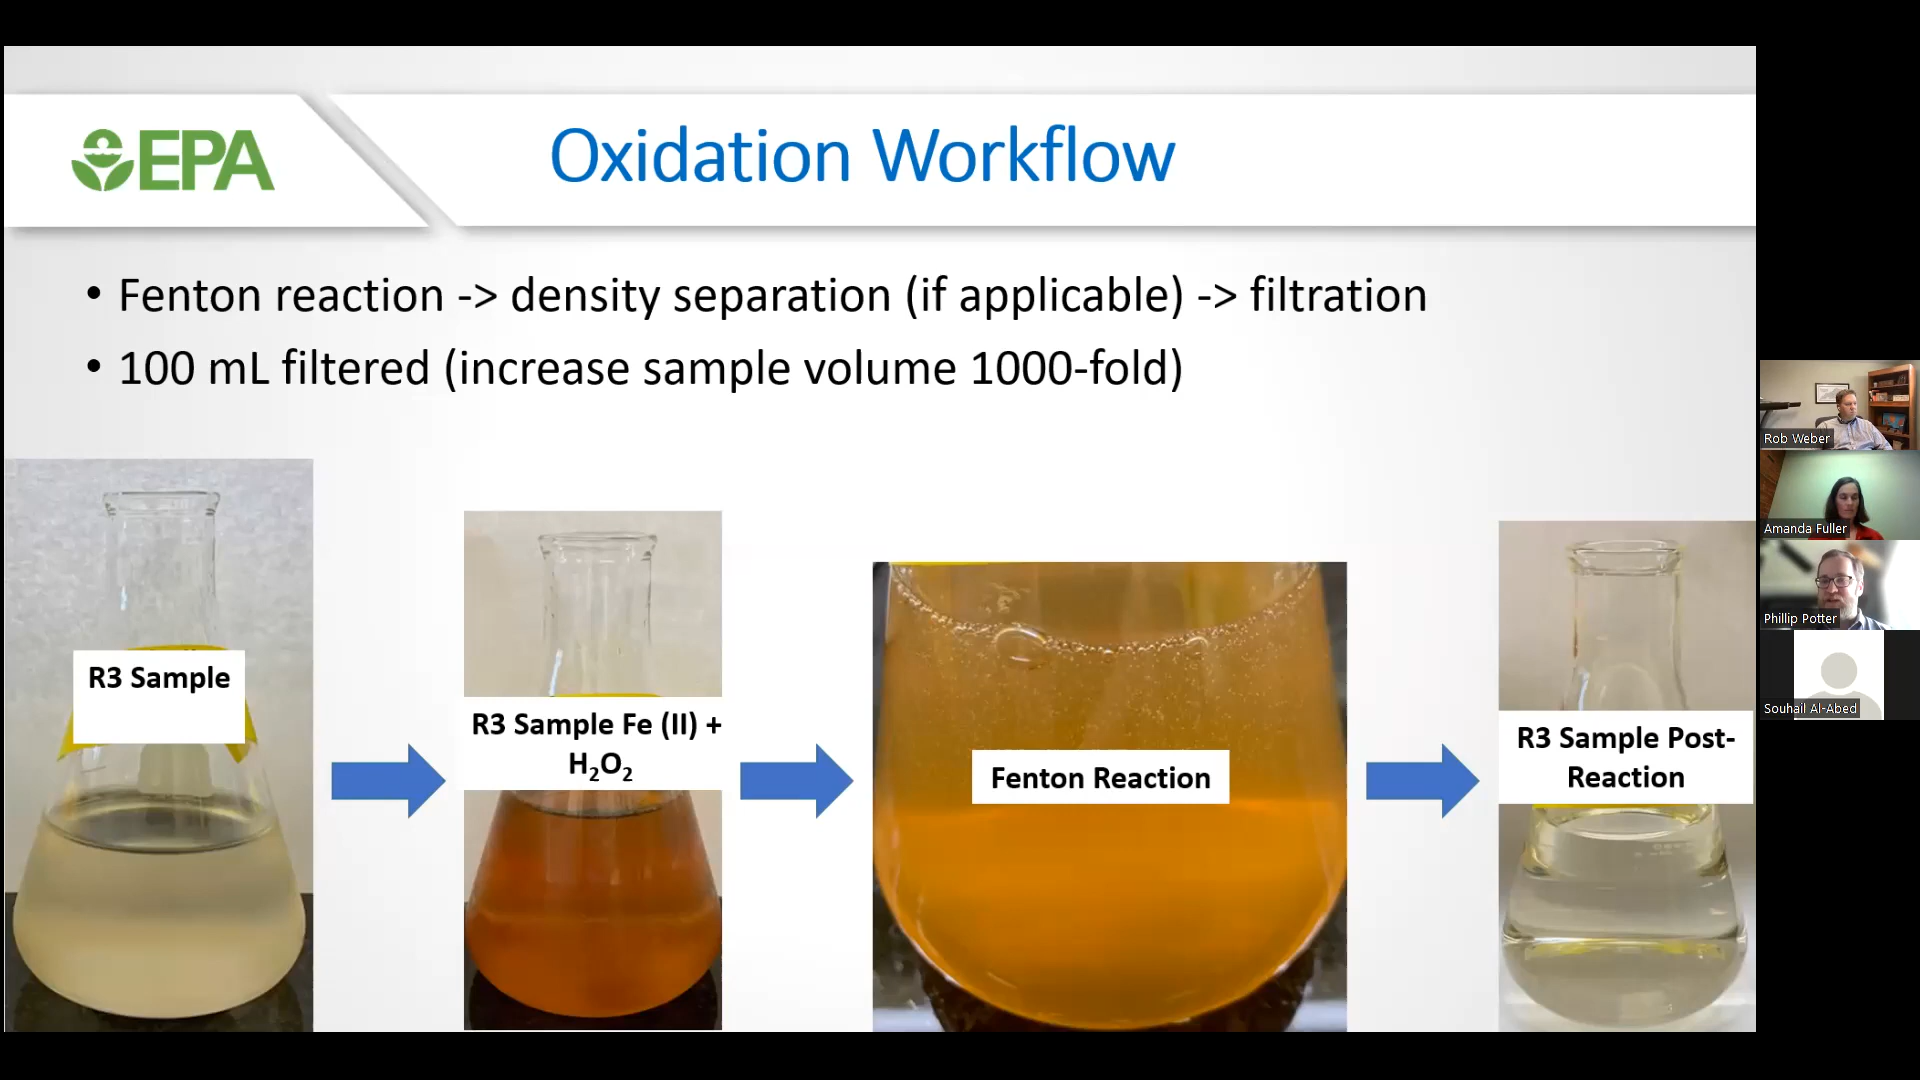 EPA
Oxidation Workflow
• Fenton reaction -> density separation (if applicable) -> filtration
• 100 mL filtered (increase sample volume 1000-fold)
R3 Sample
R3 Sample Fe (II) +
H₂O₂
Fenton Reaction
R3 Sample Post-
Reaction
Rob Weber
Amanda Fuller
Phillip Potter
Souhail Al-Abed